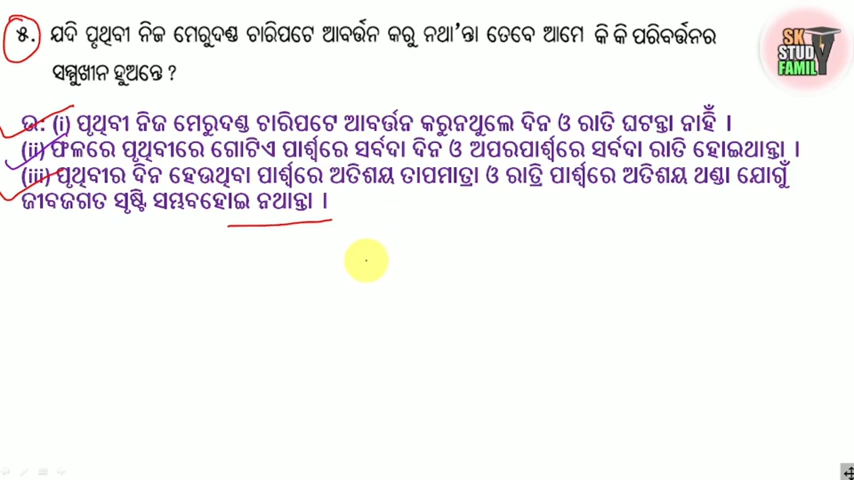 ୫. ଯଦି ପୃଥିବୀ ନିଜ ମେରୁଦଣ୍ଡ ଚାରିପଟେ ଆବର୍ତ୍ତନ କରୁ ନଥା'ନ୍ତା ତେବେ ଆମେ କି କି ପରିବର୍ତ୍ତନର
ସମ୍ମୁଖୀନ ହୁଅନ୍ତେ ?
SK
STUDY
FAMILY
ଉ: (i) ପୃଥିବୀ ନିଜ ମେରୁଦଣ୍ଡ ଚାରିପଟେ ଆବର୍ତ୍ତନ କରୁନଥୁଲେ ଦିନ ଓ ରାତି ଘଟନ୍ତା ନାହିଁ ।
(ii) ଫଳରେ ପୃଥିବୀରେ ଗୋଟିଏ ପାର୍ଶ୍ୱରେ ସର୍ବଦା ଦିନ ଓ ଅପରପାର୍ଶ୍ୱରେ ସର୍ବଦା ରାତି ହୋଇଥାନ୍ତା ।
(iii) ପୃଥିବୀର ଦିନ ହେଉଥିବା ପାର୍ଶ୍ୱରେ ଅତିଶୟ ତାପମାତ୍ରା ଓ ରାତ୍ରି ପାର୍ଶ୍ୱରେ ଅତିଶୟ ଥଣ୍ଡା ଯୋଗୁଁ
ଜୀବଜଗତ ସୃଷ୍ଟି ସମ୍ଭବହୋଇ ନଥାନ୍ତା ।